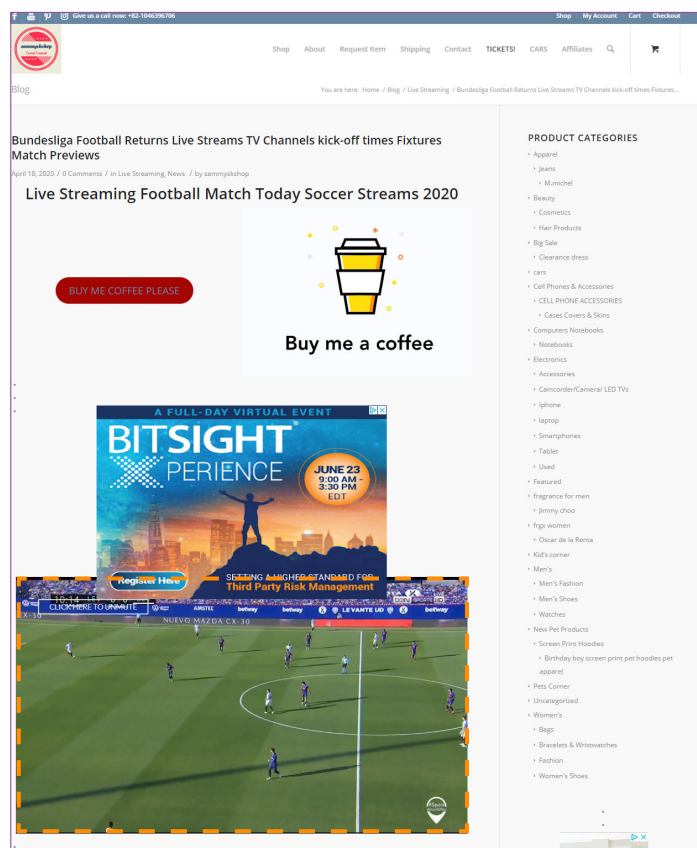 Give us a call now: +82-1046396706
Shop My Account Cart Checkout
sammyskshop
Shop About Request Item Shipping Contact TICKETS! CARS Affiliates
Blog
You are here: Home / Blog / Live Streaming / Bundesliga Football Returns Live Streams TV Channels kick-off times Fixtures...
Bundesliga Football Returns Live Streams TV Channels kick-off times Fixtures
Match Previews
April 18, 2020 / 0 Comments / in Live Streaming, News / by sammyskshop
Live Streaming Football Match Today Soccer Streams 2020
BUY ME COFFEE PLEASE
Buy me a coffee
A FULL-DAY VIRTUAL EVENT
BITSIGHT
XPERIENCE
JUNE 23
9:00 AM -
3:30 PM
EDT
Register Here
SETTING A HIGHER STANDARD FOR
Third Party Risk Management
10:14
CLICK HERE TO UNMUTE
AMSTEL betway betway LEVANTE UD betway
NUEVO MAZDA CX-30
PRODUCT CATEGORIES
Apparel
Jeans
M.michel
Beauty
Cosmetics
Hair Products
Big Sale
Clearance dress
cars
Cell Phones & Accessories
CELL PHONE ACCESSORIES
Cases Covers & Skins
Computers Notebooks
Notebooks
Electronics
Accessories
Camcorder/Camera/ LED TVs
Iphone
laptop
Smartphones
Tablet
Used
Featured
fragrance for men
Jimmy choo
frgx women
Oscar de la Renta
Kid's corner
Men's
Men's Fashion
Men's Shoes
Watches
New Pet Products
Screen Print Hoodies
Birthday boy screen print pet hoodies pet
apparel
Pets Corner
Uncategorized
Women's
Bags
Bracelets & Wristwatches
Fashion
Women's Shoes